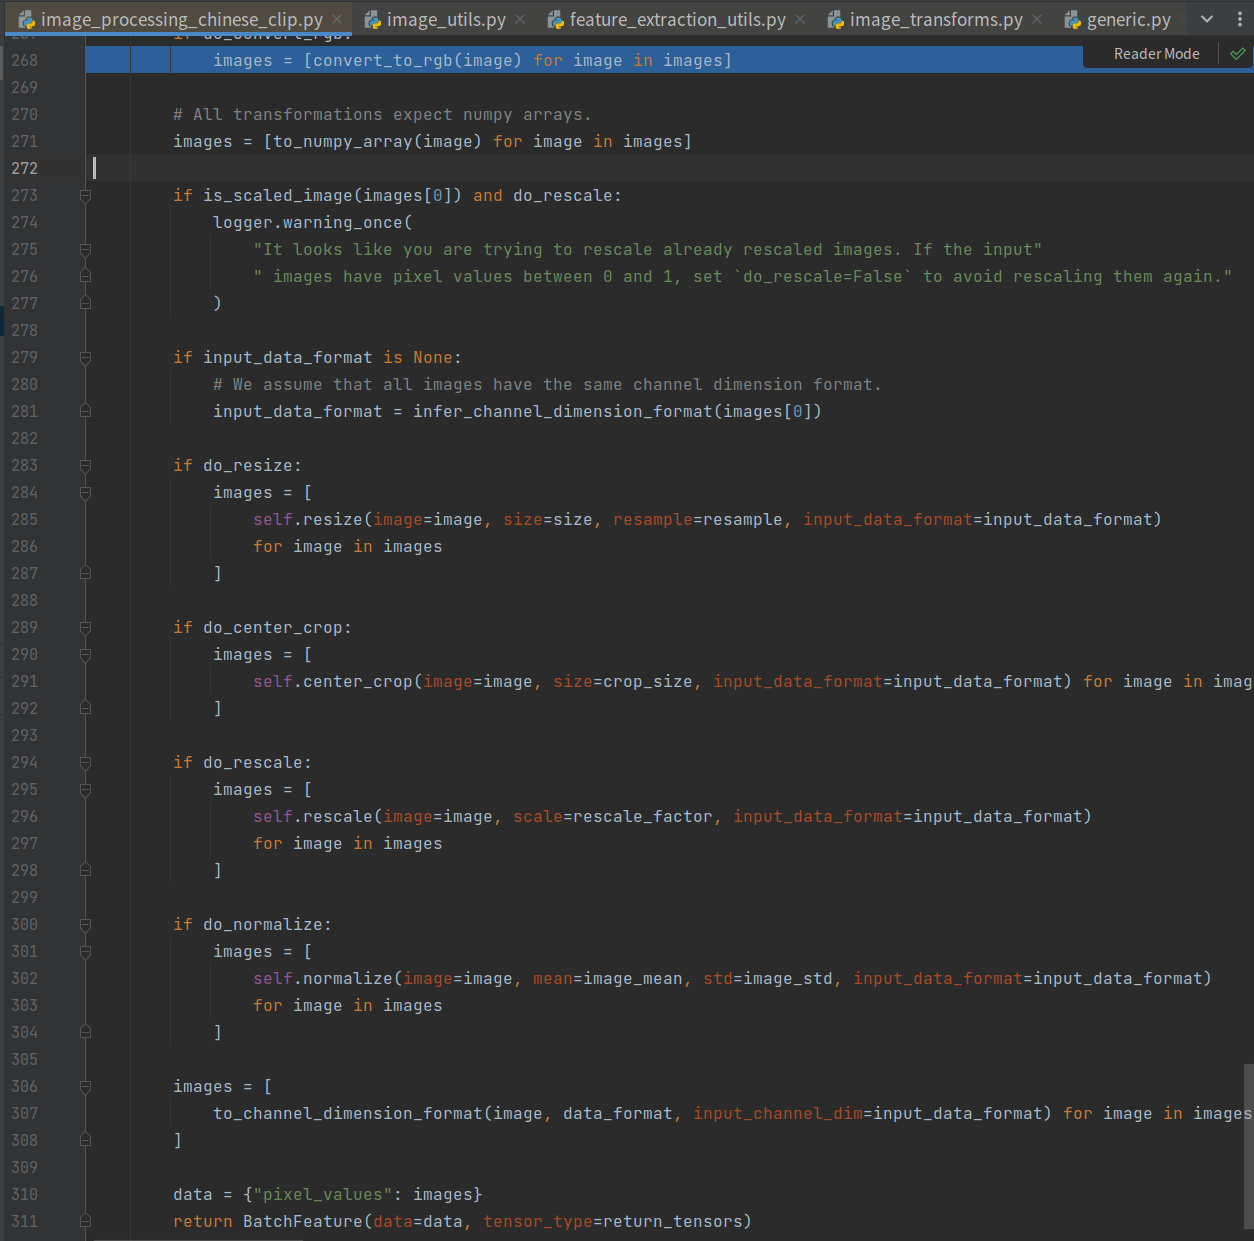 image_processing_chinese_clip.py image_utils.py feature_extraction_utils.py image_transforms.py generic.py
if do_convert_rgb:
268 images = [convert_to_rgb(image) for image in images] Reader Mode
269
270 # All transformations expect numpy arrays.
271 images = [to_numpy_array(image) for image in images]
272
273 if is_scaled_image(images[0]) and do_rescale:
274 logger.warning_once(
275 "It looks like you are trying to rescale already rescaled images. If the input"
276 " images have pixel values between 0 and 1, set `do_rescale=False` to avoid rescaling them again."
277 )
278
279 if input_data_format is None:
280 # We assume that all images have the same channel dimension format.
281 input_data_format = infer_channel_dimension_format(images[0])
282
283 if do_resize:
284 images = [
285 self.resize(image=image, size=size, resample=resample, input_data_format=input_data_format)
286 for image in images
287 ]
288
289 if do_center_crop:
290 images = [
291 self.center_crop(image=image, size=crop_size, input_data_format=input_data_format) for image in imag
292 ]
293
294 if do_rescale:
295 images = [
296 self.rescale(image=image, scale=rescale_factor, input_data_format=input_data_format)
297 for image in images
298 ]
299
300 if do_normalize:
301 images = [
302 self.normalize(image=image, mean=image_mean, std=image_std, input_data_format=input_data_format)
303 for image in images
304 ]
305
306 images = [
307 to_channel_dimension_format(image, data_format, input_channel_dim=input_data_format) for image in images
308 ]
309
310 data = {"pixel_values": images}
311 return BatchFeature(data=data, tensor_type=return_tensors)